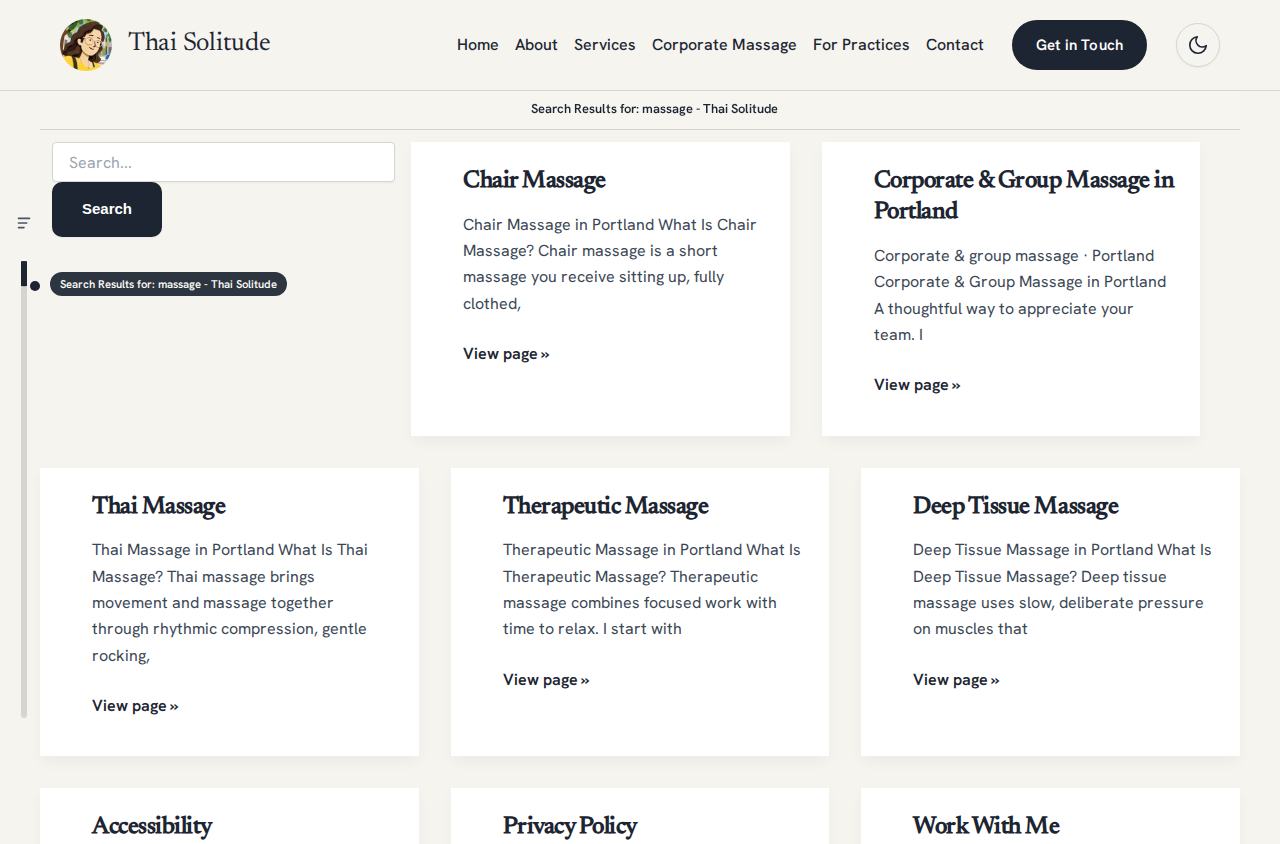 Thai Solitude
Home About Services Corporate Massage For Practices Contact Get in Touch
Search Results for: massage - Thai Solitude
Search...
Search
Search Results for: massage - Thai Solitude
Chair Massage
Chair Massage in Portland What Is Chair
Massage? Chair massage is a short
massage you receive sitting up, fully
clothed,
View page »
Corporate & Group Massage in
Portland
Corporate & group massage · Portland
Corporate & Group Massage in Portland
A thoughtful way to appreciate your
team. I
View page »
Thai Massage
Thai Massage in Portland What Is Thai
Massage? Thai massage brings
movement and massage together
through rhythmic compression, gentle
rocking,
View page »
Therapeutic Massage
Therapeutic Massage in Portland What Is
Therapeutic Massage? Therapeutic
massage combines focused work with
time to relax. I start with
View page »
Deep Tissue Massage
Deep Tissue Massage in Portland What Is
Deep Tissue Massage? Deep tissue
massage uses slow, deliberate pressure
on muscles that
View page »
Accessibility
Privacy Policy
Work With Me